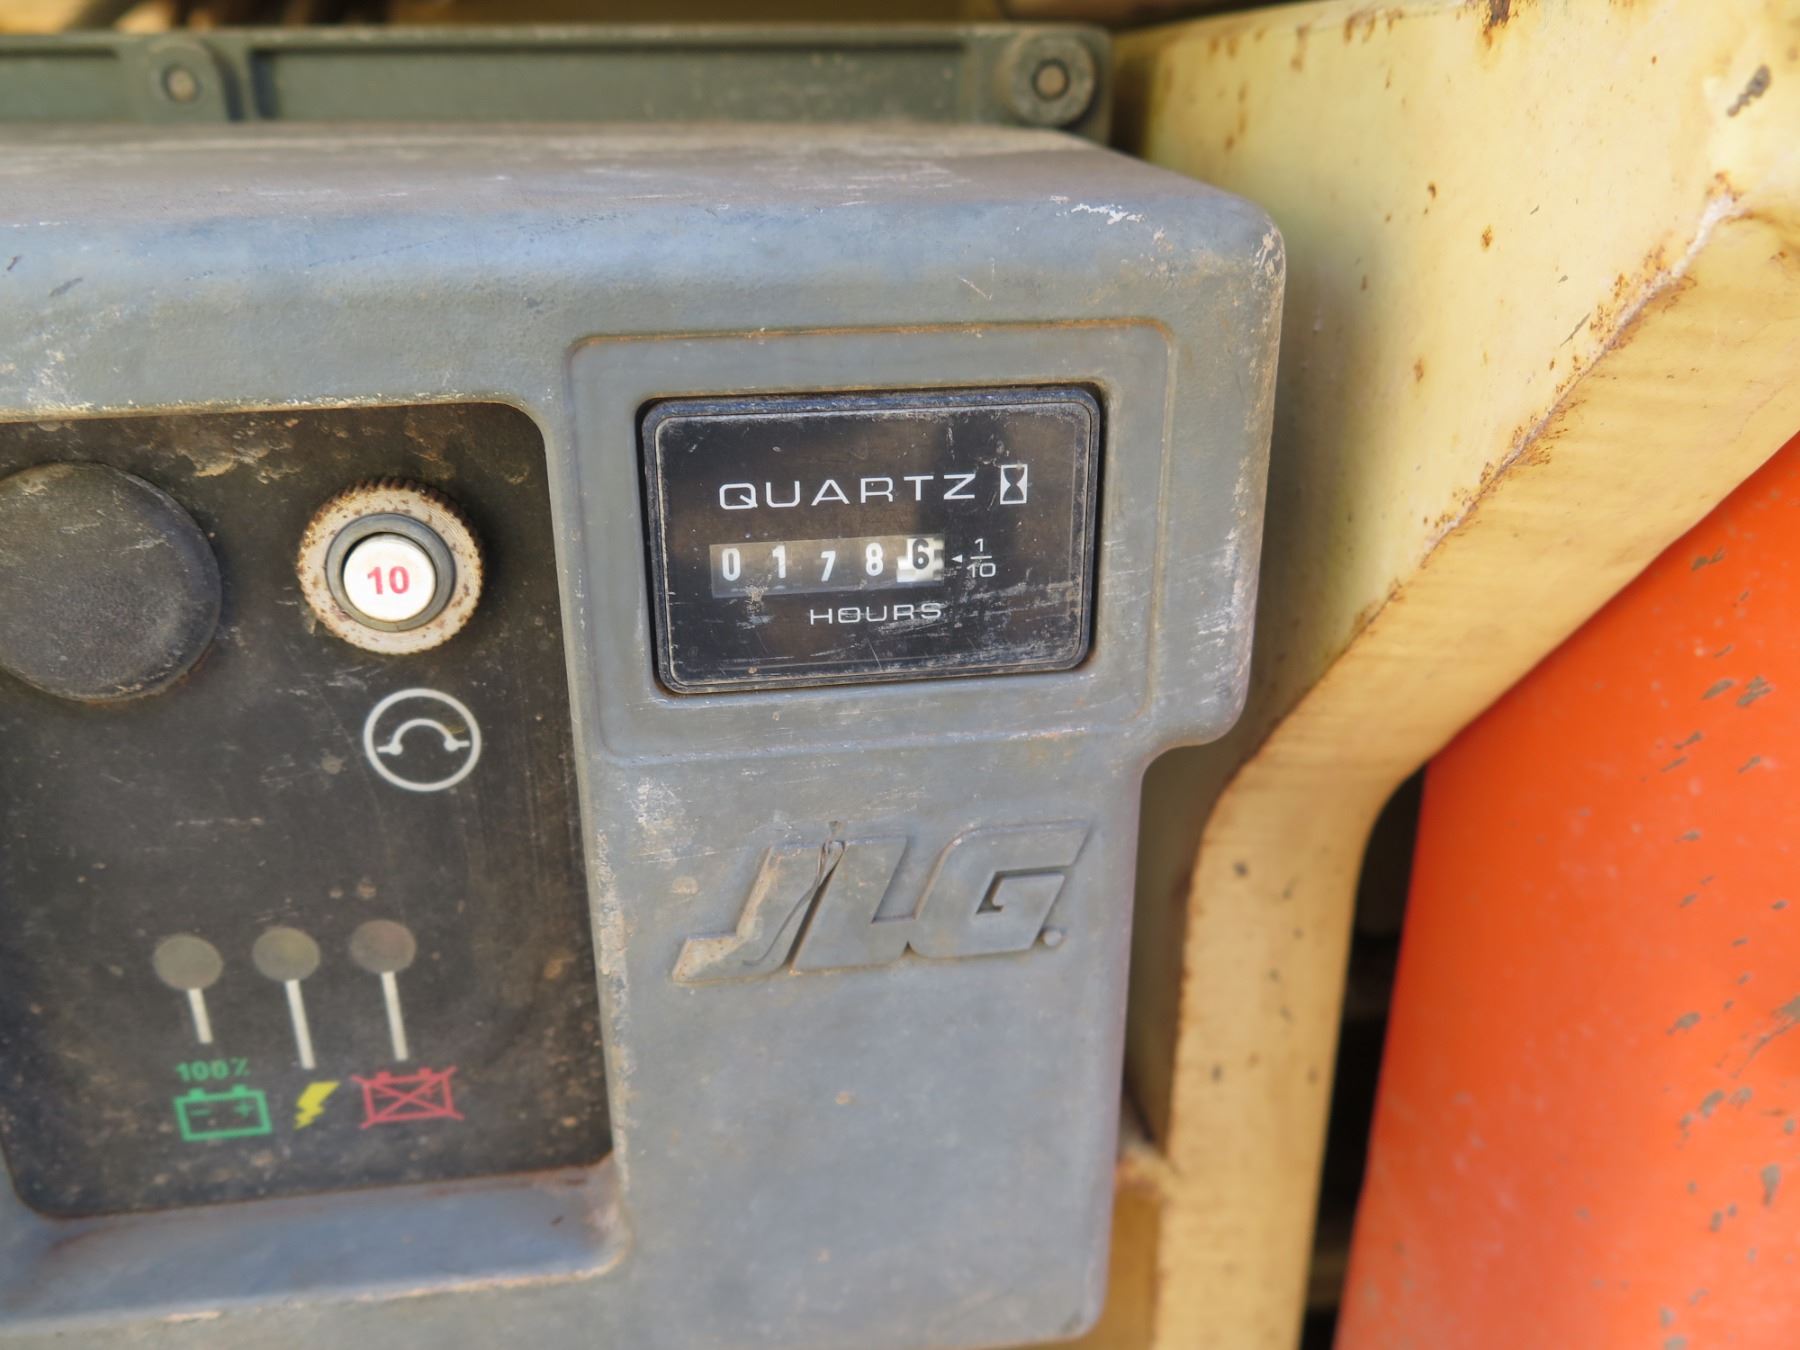 QUARTZ
01786 1/10
HOURS
10
JLG.
100%
- +